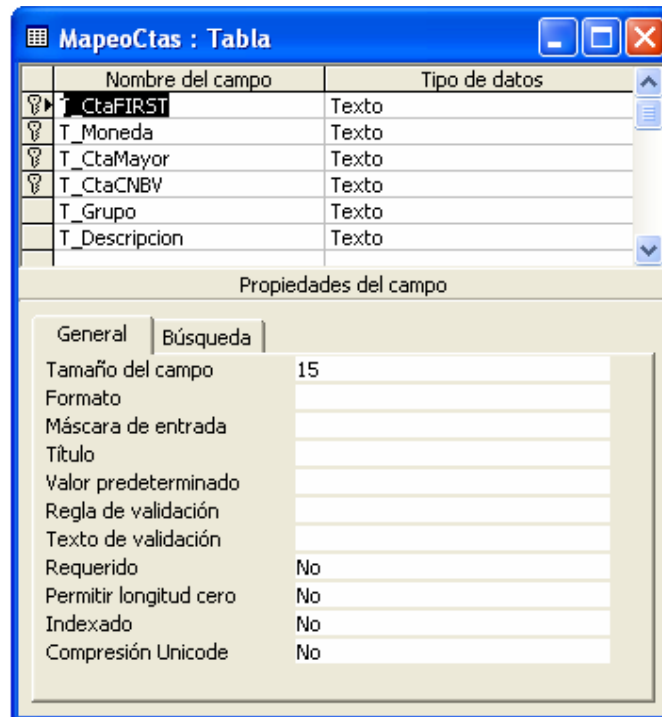 MapeoCtas : Tabla
Nombre del campo Tipo de datos
T_CtaFIRST Texto
T_Moneda Texto
T_CtaMayor Texto
T_CtaCNBV Texto
T_Grupo Texto
T_Descripcion Texto
Propiedades del campo
General Búsqueda
Tamaño del campo 15
Formato
Máscara de entrada
Título
Valor predeterminado
Regla de validación
Texto de validación
Requerido No
Permitir longitud cero No
Indexado No
Compresión Unicode No